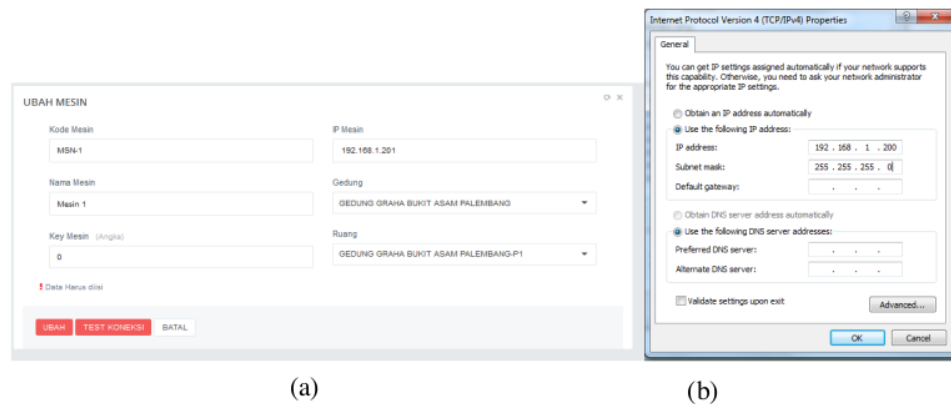 UBAH MESIN
Kode Mesin
MSN-1
IP Mesin
192.168.1.201
Nama Mesin
Mesin 1
Gedung
GEDUNG GRAHA BUKIT ASAM PALEMBANG
Key Mesin (Angka)
0
Ruang
GEDUNG GRAHA BUKIT ASAM PALEMBANG-P1
! Data Harus diisi
UBAH TEST KONEKSI BATAL
(a)
Internet Protocol Version 4 (TCP/IPv4) Properties
General
You can get IP settings assigned automatically if your network supports
this capability. Otherwise, you need to ask your network administrator
for the appropriate IP settings.
Obtain an IP address automatically
Use the following IP address:
IP address: 192 . 168 . 1 . 200
Subnet mask: 255 . 255 . 255 . 0
Default gateway: . . .
Obtain DNS server address automatically
Use the following DNS server addresses:
Preferred DNS server: . . .
Alternate DNS server: . . .
Validate settings upon exit
Advanced...
OK Cancel
(b)